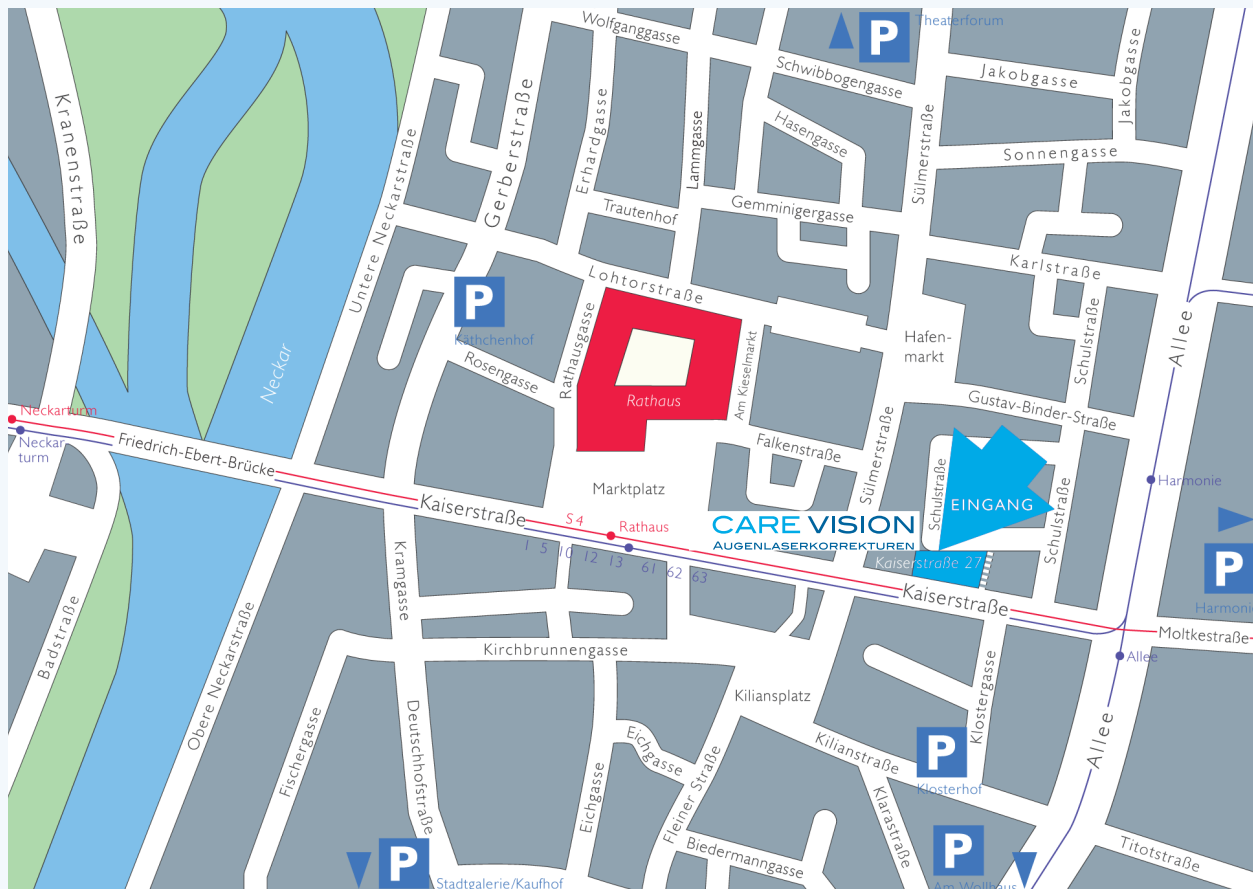 Wolfganggasse
P
Theaterforum
Schwibbogengasse
Jakobgasse
Jakobgasse
Kranenstraße
Gerberstraße
Erhardgasse
Lammgasse
Hasengasse
Sülmerstraße
Sonnengasse
Untere Neckarstraße
Trautenhof
Gemminigergasse
Karlstraße
Lohtorstraße
P
Käthchenhof
Rathausgasse
Hafen-
markt
Schulstraße
Allee
Neckar
Rosengasse
Rathaus
Am Kieselmarkt
Gustav-Binder-Straße
Neckarturm
Neckar
turm
Friedrich-Ebert-Brücke
Falkenstraße
Sülmerstraße
Schulstraße
EINGANG
Schulstraße
Harmonie
Marktplatz
Kaiserstraße
S4
Rathaus
1 5 10 12 13 61 62 63
CARE VISION
AUGENLASERKORREKTUREN
Kaiserstraße 27
P
Harmonie
Kaiserstraße
Moltkestraße
Kramgasse
Badstraße
Obere Neckarstraße
Kirchbrunnengasse
Allee
Kiliansplatz
Klostergasse
Fischergasse
Deutschhofstraße
Eichgasse
Eichgasse
Fleiner Straße
Kilianstraße
P
Klosterhof
Allee
Klarastraße
Biedermanngasse
P
Stadtgalerie/Kaufhof
P
Am Wollhaus
Titotstraße